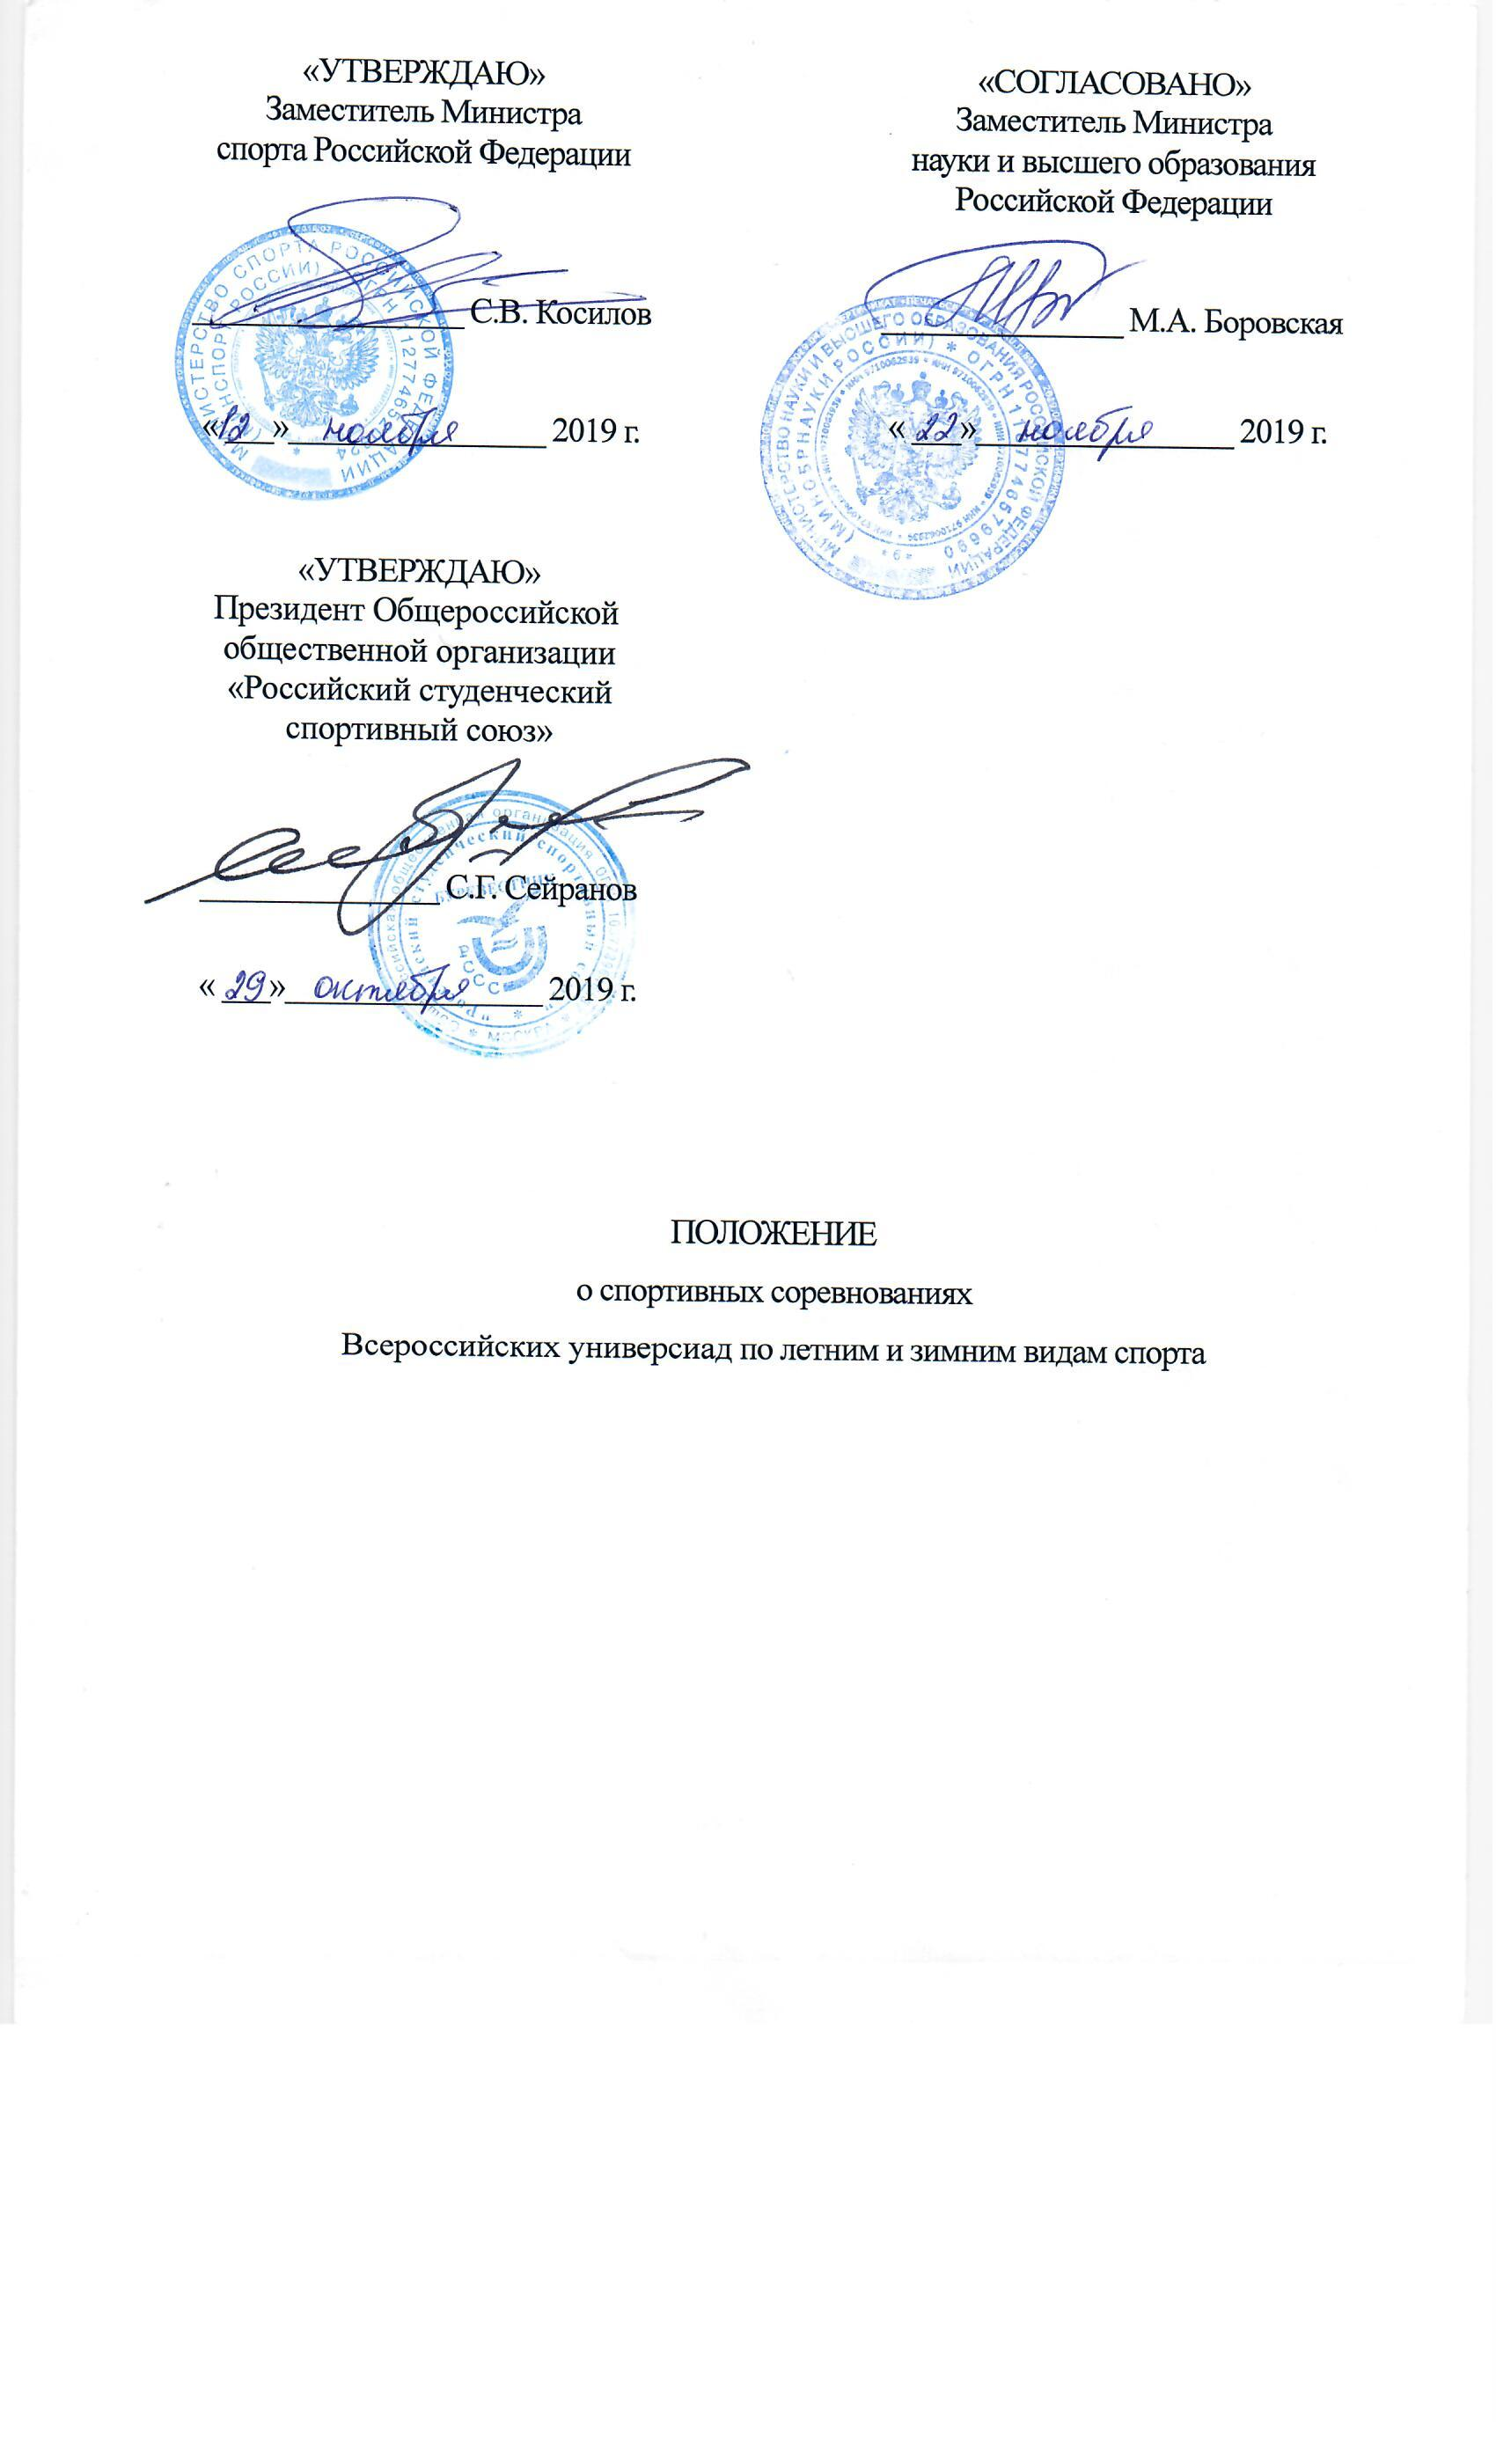 «УТВЕРЖДАЮ»
Заместитель Министра
спорта Российской Федерации
С.В. Косилов
«12» ноября 2019 г.
«СОГЛАСОВАНО»
Заместитель Министра
науки и высшего образования
Российской Федерации
М.А. Боровская
«22» ноября 2019 г.
«УТВЕРЖДАЮ»
Президент Общероссийской
общественной организации
«Российский студенческий
спортивный союз»
С.Г. Сейранов
«29» октября 2019 г.
ПОЛОЖЕНИЕ
о спортивных соревнованиях
Всероссийских универсиад по летним и зимним видам спорта